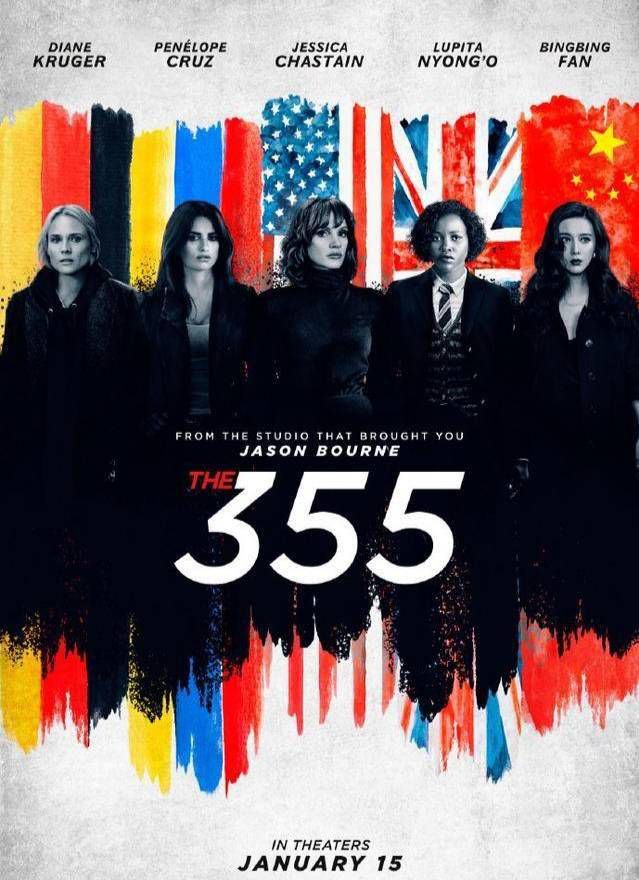 DIANE KRUGER
PENÉLOPE CRUZ
JESSICA CHASTAIN
LUPITA NYONG'O
BINGBING FAN
FROM THE STUDIO THAT BROUGHT YOU
JASON BOURNE
THE 355
IN THEATERS
JANUARY 15